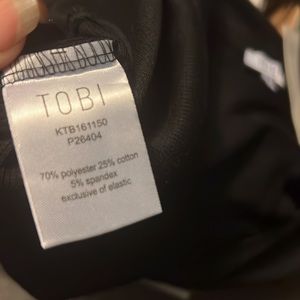 TOBI
KTB161150
P26404
70% polyester 25% cotton
5% spandex
exclusive of elastic